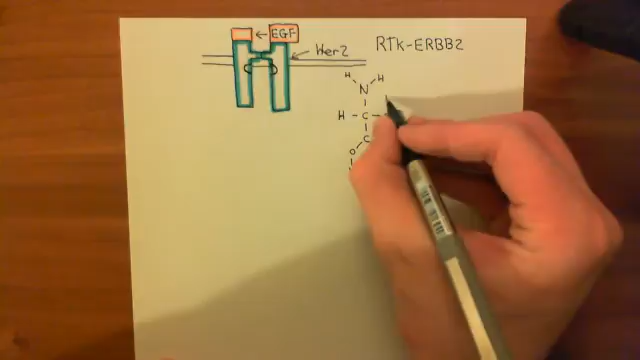 EGF
Her2
RTK-ERBB2
H H
N
H - C -
C
O